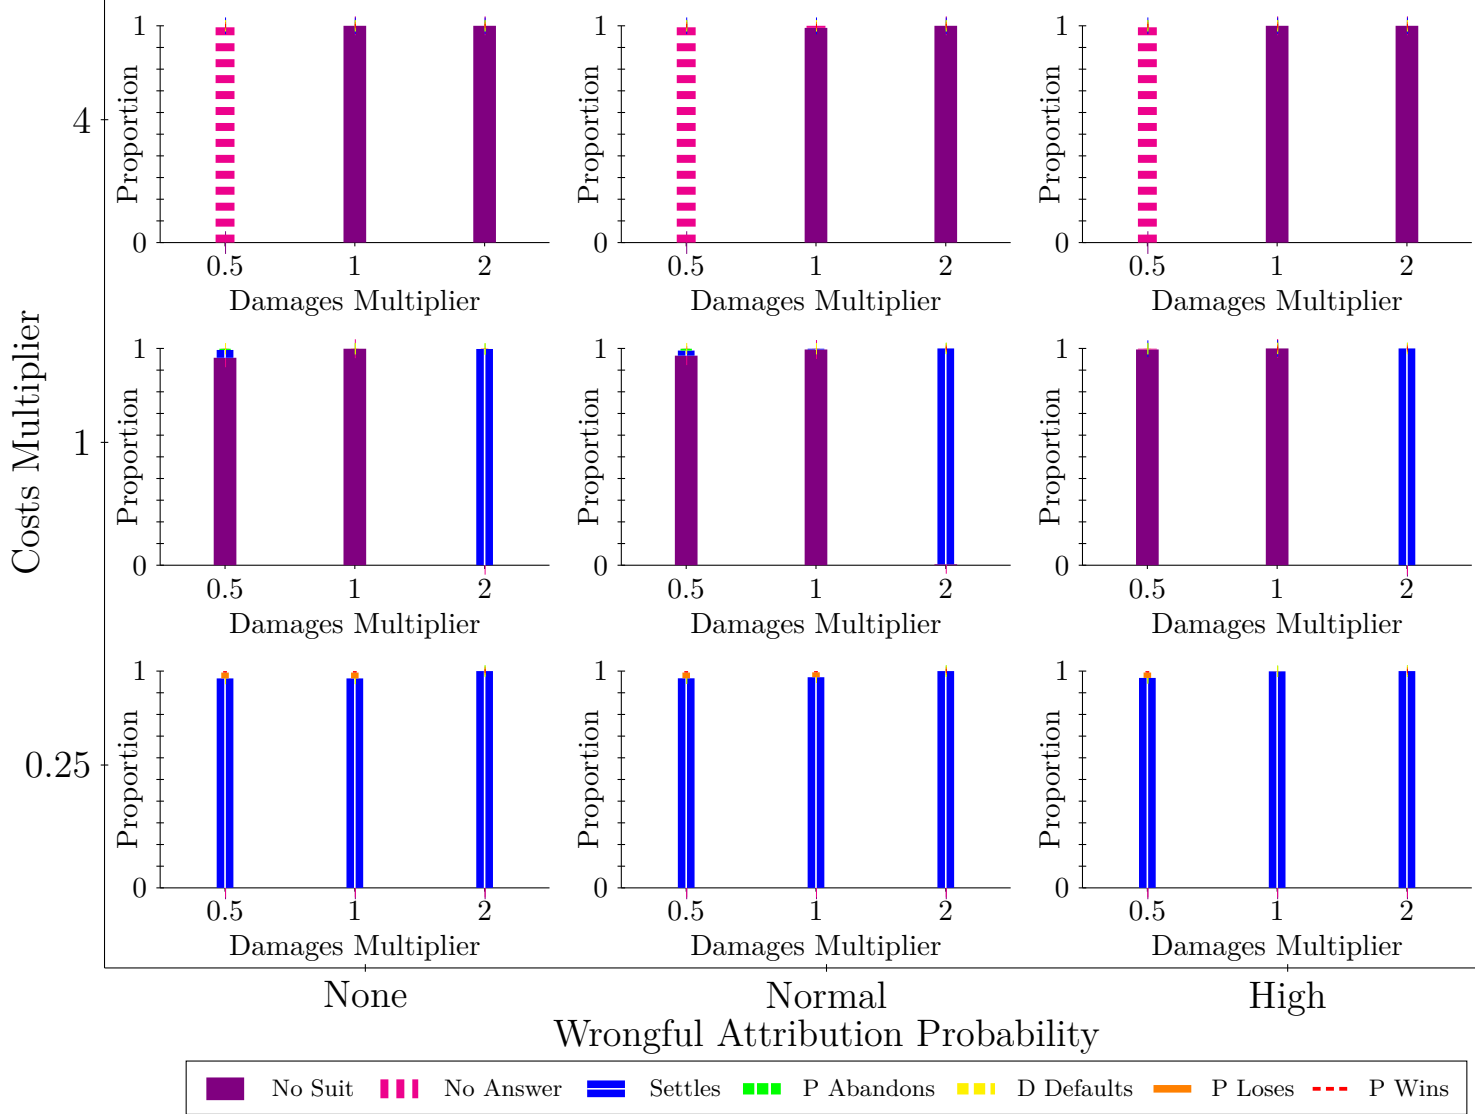 Costs Multiplier
4
1
0.25
Proportion
1
0
0.5 1 2
Damages Multiplier
Proportion
1
0
0.5 1 2
Damages Multiplier
Proportion
1
0
0.5 1 2
Damages Multiplier
Proportion
1
0
0.5 1 2
Damages Multiplier
Proportion
1
0
0.5 1 2
Damages Multiplier
Proportion
1
0
0.5 1 2
Damages Multiplier
Proportion
1
0
0.5 1 2
Damages Multiplier
Proportion
1
0
0.5 1 2
Damages Multiplier
Proportion
1
0
0.5 1 2
Damages Multiplier
None Normal High
Wrongful Attribution Probability
No Suit No Answer Settles P Abandons D Defaults P Loses P Wins